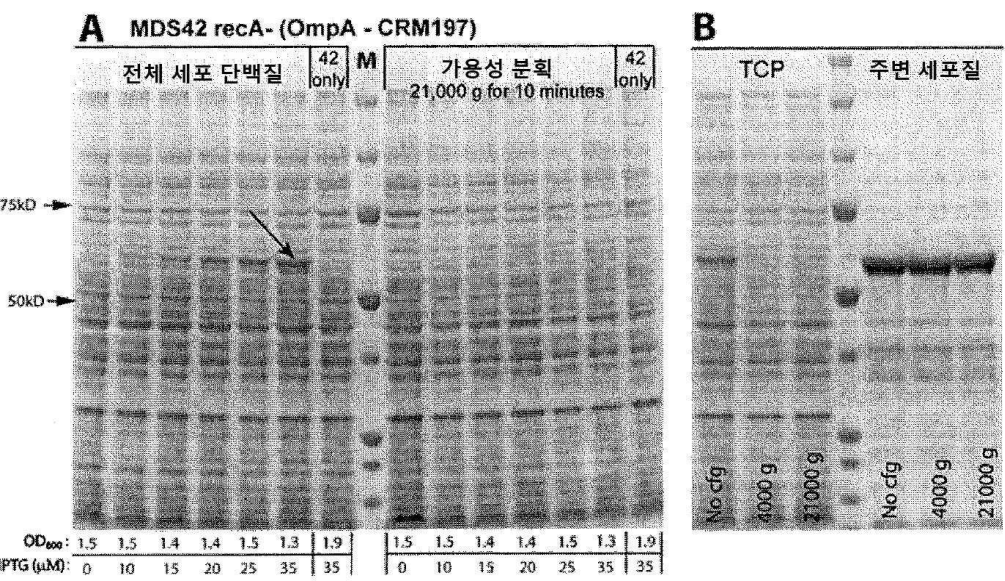 A MDS42 recA- (OmpA - CRM197)
전체 세포 단백질
42
only
M
가용성 분획
21,000 g for 10 minutes
42
only
75kD
50kD
OD600: 1.5 1.5 1.4 1.4 1.5 1.3 1.9 1.5 1.5 1.4 1.4 1.5 1.3 1.9
IPTG (μM): 0 10 15 20 25 35 35 0 10 15 20 25 35 35
B
TCP
주변 세포질
No cfg
4000 g
21000 g
No cfg
4000 g
21000 g